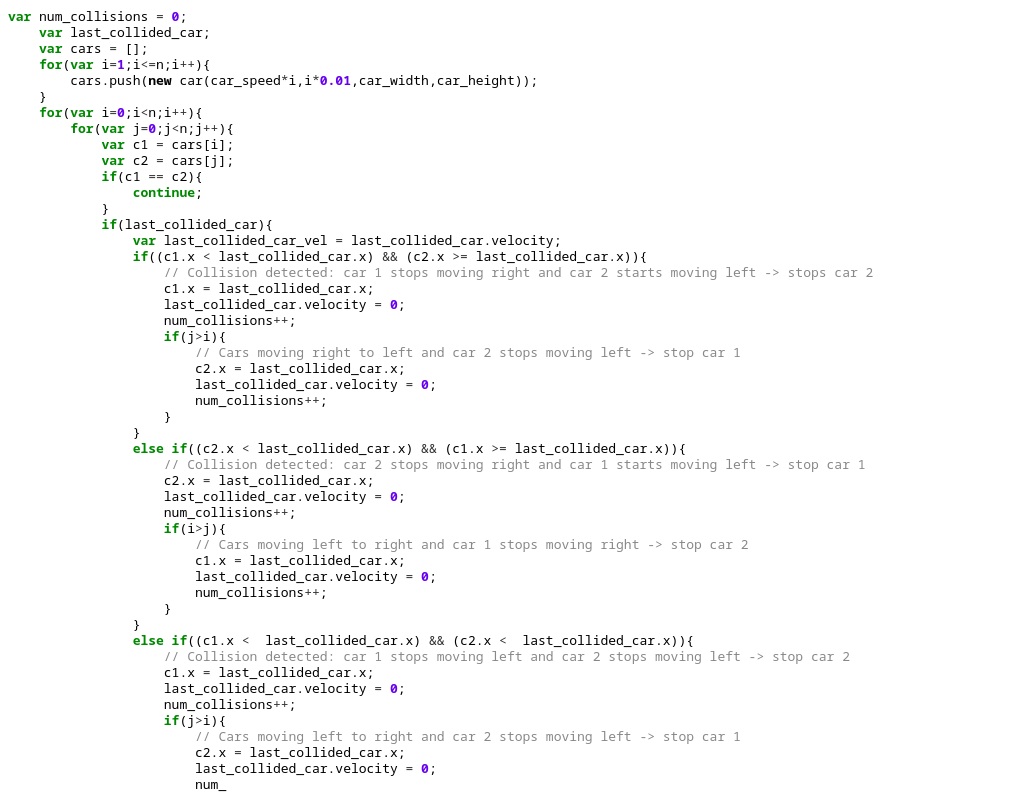 var num_collisions = 0;
    var last_collided_car;
    var cars = [];
    for(var i=1;i<=n;i++){
        cars.push(new car(car_speed*i,i*0.01,car_width,car_height));
    }
    for(var i=0;i<n;i++){
        for(var j=0;j<n;j++){
            var c1 = cars[i];
            var c2 = cars[j];
            if(c1 == c2){
                continue;
            }
            if(last_collided_car){
                var last_collided_car_vel = last_collided_car.velocity;
                if((c1.x < last_collided_car.x) && (c2.x >= last_collided_car.x)){
                    // Collision detected: car 1 stops moving right and car 2 starts moving left -> stops car 2
                    c1.x = last_collided_car.x;
                    last_collided_car.velocity = 0;
                    num_collisions++;
                    if(j>i){
                        // Cars moving right to left and car 2 stops moving left -> stop car 1
                        c2.x = last_collided_car.x;
                        last_collided_car.velocity = 0;
                        num_collisions++;
                    }
                }
                else if((c2.x < last_collided_car.x) && (c1.x >= last_collided_car.x)){
                    // Collision detected: car 2 stops moving right and car 1 starts moving left -> stop car 1
                    c2.x = last_collided_car.x;
                    last_collided_car.velocity = 0;
                    num_collisions++;
                    if(i>j){
                        // Cars moving left to right and car 1 stops moving right -> stop car 2
                        c1.x = last_collided_car.x;
                        last_collided_car.velocity = 0;
                        num_collisions++;
                    }
                }
                else if((c1.x <  last_collided_car.x) && (c2.x <  last_collided_car.x)){
                    // Collision detected: car 1 stops moving left and car 2 stops moving left -> stop car 2
                    c1.x = last_collided_car.x;
                    last_collided_car.velocity = 0;
                    num_collisions++;
                    if(j>i){
                        // Cars moving left to right and car 2 stops moving left -> stop car 1
                        c2.x = last_collided_car.x;
                        last_collided_car.velocity = 0;
                        num_